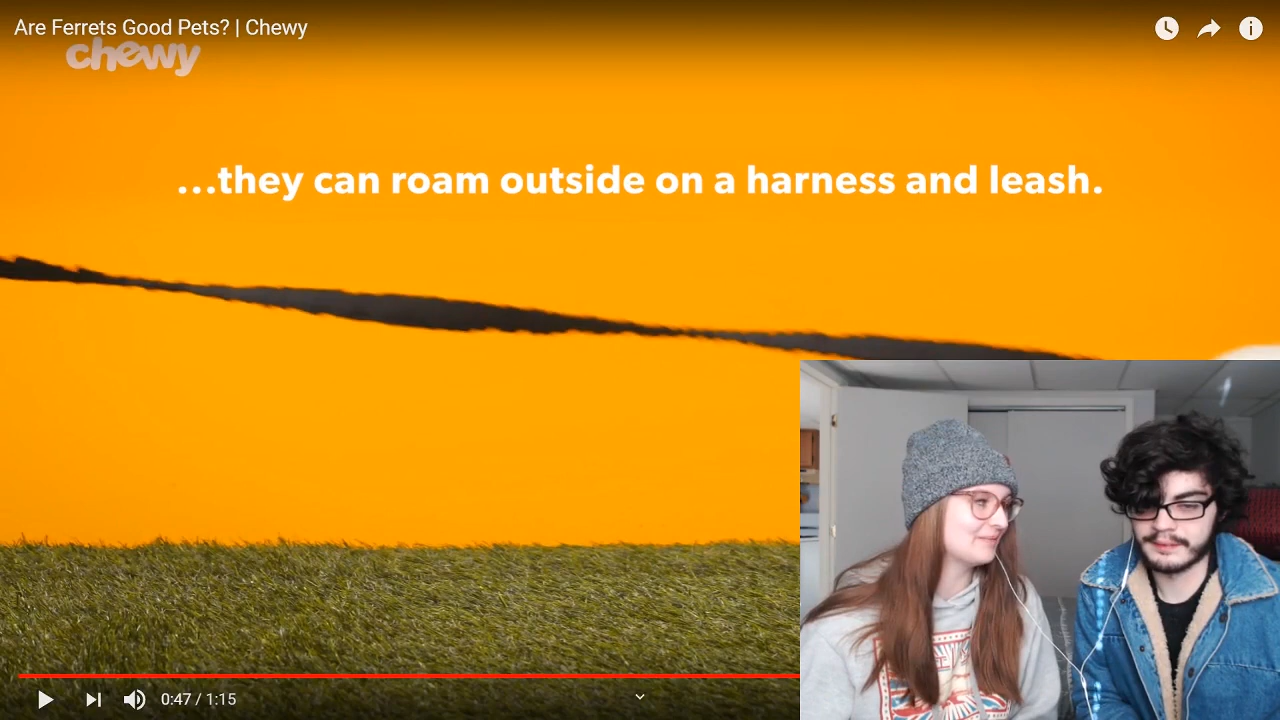 Are Ferrets Good Pets? | Chewy
chewy
...they can roam outside on a harness and leash.
0:47 / 1:15